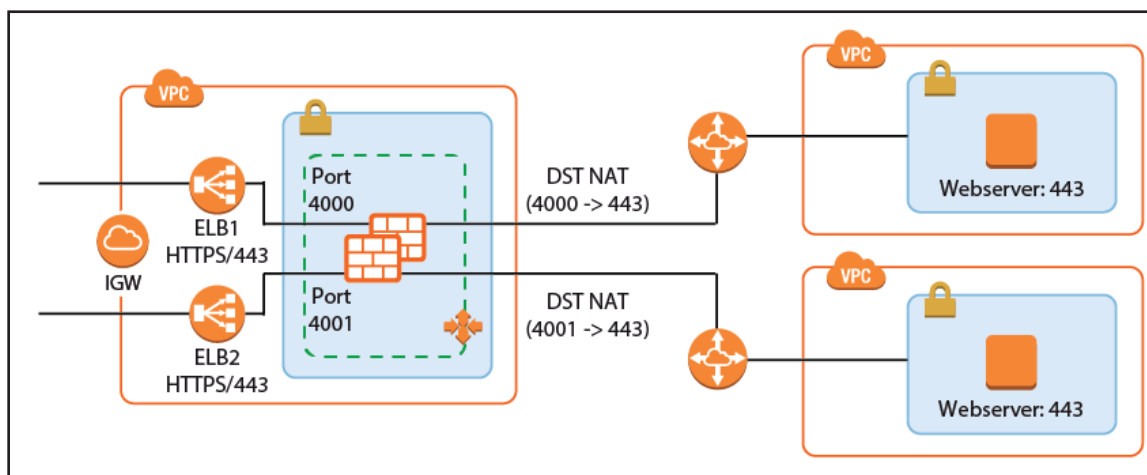 VPC
Port
4000
ELB1
HTTPS/443
IGW
Port
4001
ELB2
HTTPS/443
DST NAT
(4000 -> 443)
DST NAT
(4001 -> 443)
VPC
Webserver: 443
VPC
Webserver: 443